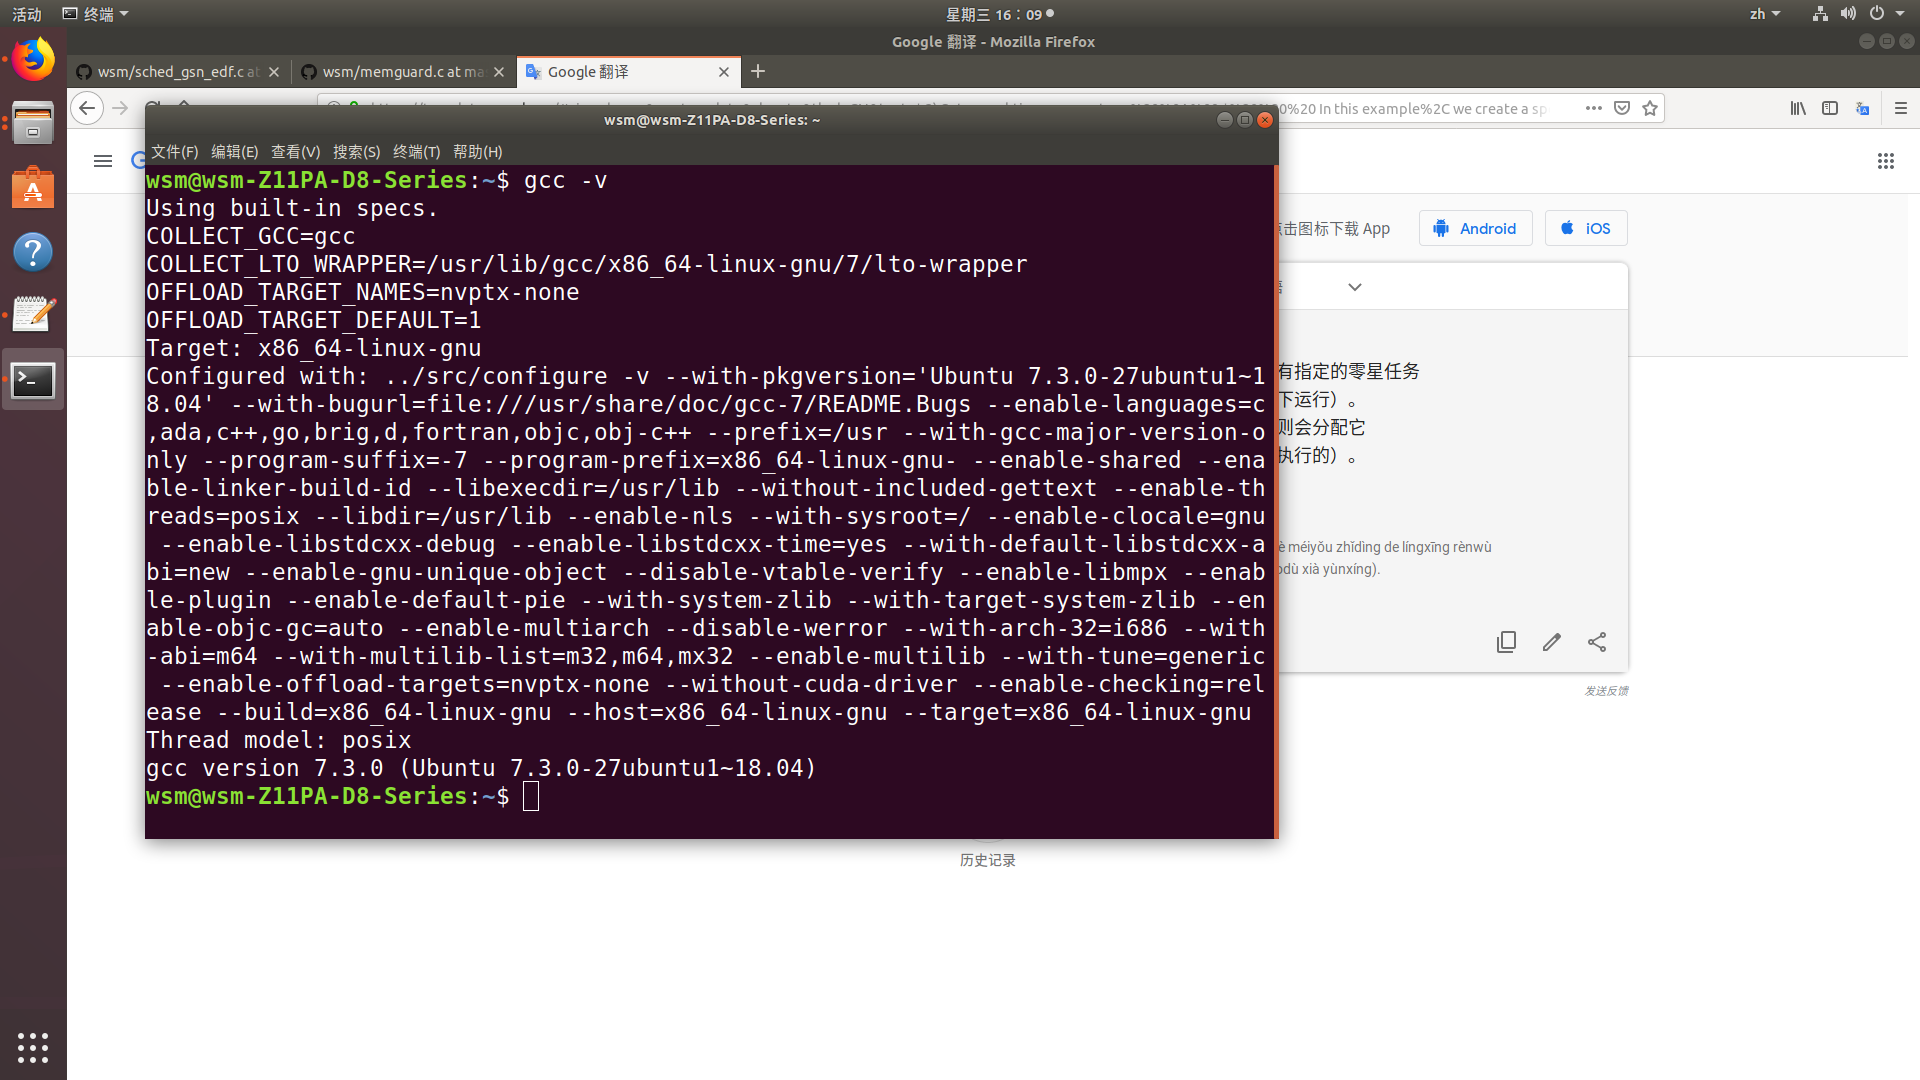 活动 终端 星期三 16：09 zh
Google 翻译 - Mozilla Firefox
wsm/sched_gsn_edf.c at wsm/memguard.c at ma Google 翻译
0%20 In this example%2C we create a sp
wsm@wsm-Z11PA-D8-Series: ~
文件(F) 编辑(E) 查看(V) 搜索(S) 终端(T) 帮助(H)
wsm@wsm-Z11PA-D8-Series:~$ gcc -v
Using built-in specs.
COLLECT_GCC=gcc
COLLECT_LTO_WRAPPER=/usr/lib/gcc/x86_64-linux-gnu/7/lto-wrapper
OFFLOAD_TARGET_NAMES=nvptx-none
OFFLOAD_TARGET_DEFAULT=1
Target: x86_64-linux-gnu
Configured with: ../src/configure -v --with-pkgversion='Ubuntu 7.3.0-27ubuntu1~1
8.04' --with-bugurl=file:///usr/share/doc/gcc-7/README.Bugs --enable-languages=c
,ada,c++,go,brig,d,fortran,objc,obj-c++ --prefix=/usr --with-gcc-major-version-o
nly --program-suffix=-7 --program-prefix=x86_64-linux-gnu- --enable-shared --ena
ble-linker-build-id --libexecdir=/usr/lib --without-included-gettext --enable-th
reads=posix --libdir=/usr/lib --enable-nls --with-sysroot=/ --enable-clocale=gnu
 --enable-libstdcxx-debug --enable-libstdcxx-time=yes --with-default-libstdcxx-a
bi=new --enable-gnu-unique-object --disable-vtable-verify --enable-libmpx --enab
le-plugin --enable-default-pie --with-system-zlib --with-target-system-zlib --en
able-objc-gc=auto --enable-multiarch --disable-werror --with-arch-32=i686 --with
-abi=m64 --with-multilib-list=m32,m64,mx32 --enable-multilib --with-tune=generic
 --enable-offload-targets=nvptx-none --without-cuda-driver --enable-checking=rel
ease --build=x86_64-linux-gnu --host=x86_64-linux-gnu --target=x86_64-linux-gnu
Thread model: posix
gcc version 7.3.0 (Ubuntu 7.3.0-27ubuntu1~18.04)
wsm@wsm-Z11PA-D8-Series:~$
击图标下载 App Android iOS
有指定的零星任务
下运行）。
则会分配它
执行的）。
è méiyǒu zhǐdìng de língxīng rènwù
odù xià yùnxíng).
发送反馈
历史记录